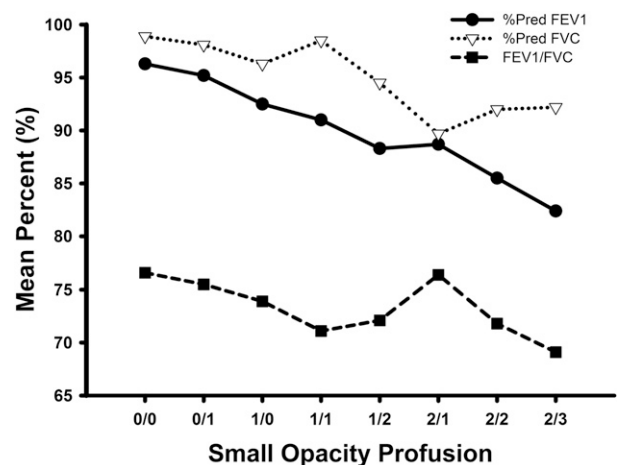 %Pred FEV1
%Pred FVC
FEV1/FVC
Mean Percent (%)
100
95
90
85
80
75
70
65
0/0 0/1 1/0 1/1 1/2 2/1 2/2 2/3
Small Opacity Profusion